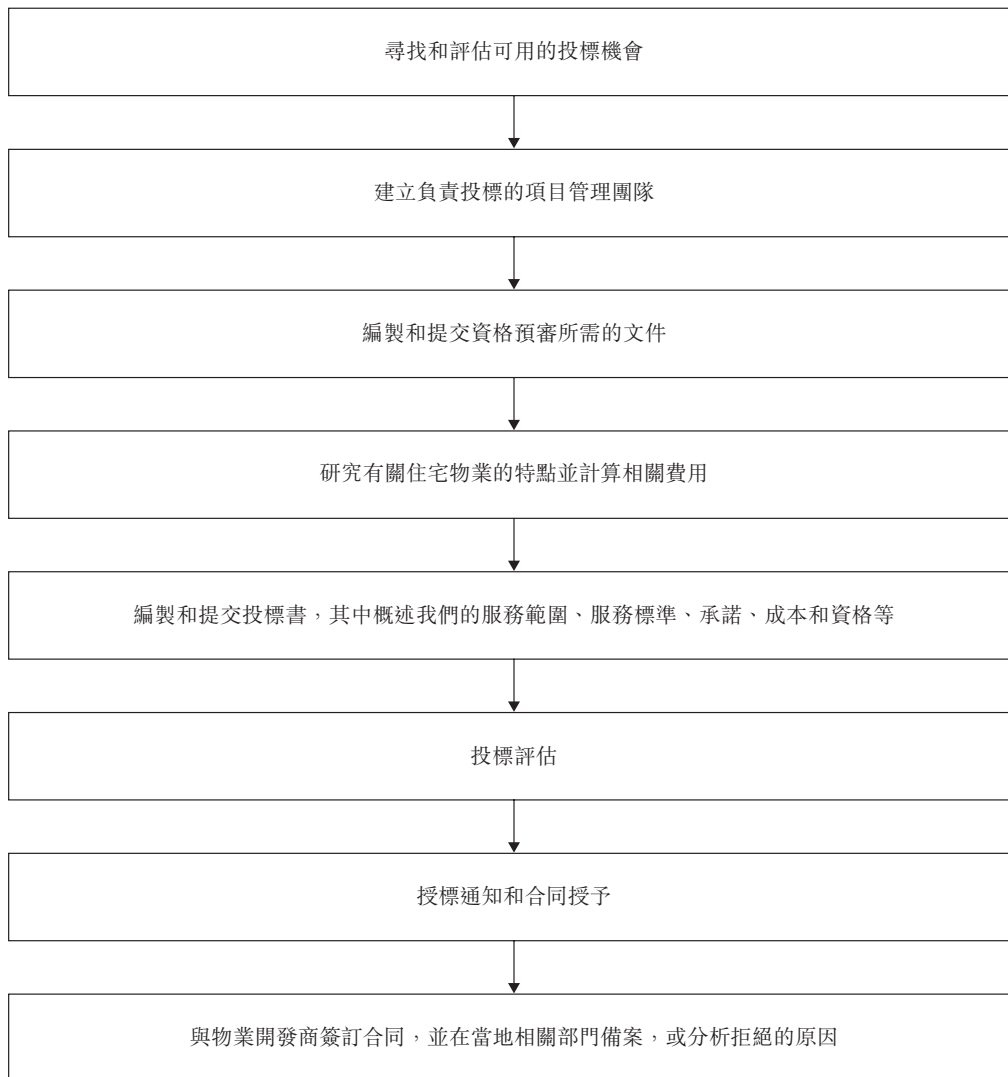 尋找和評估可用的投標機會
建立負責投標的項目管理團隊
編製和提交資格預審所需的文件
研究有關住宅物業的特點並計算相關費用
編製和提交投標書，其中概述我們的服務範圍、服務標準、承諾、成本和資格等
投標評估
授標通知和合同授予
與物業開發商簽訂合同，並在當地相關部門備案，或分析拒絕的原因